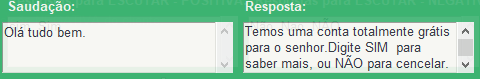 Saudação:
Resposta:
Olá tudo bem.
Temos uma conta totalmente grátis
para o senhor.Digite SIM  para
saber mais, ou NÃO para cencelar.